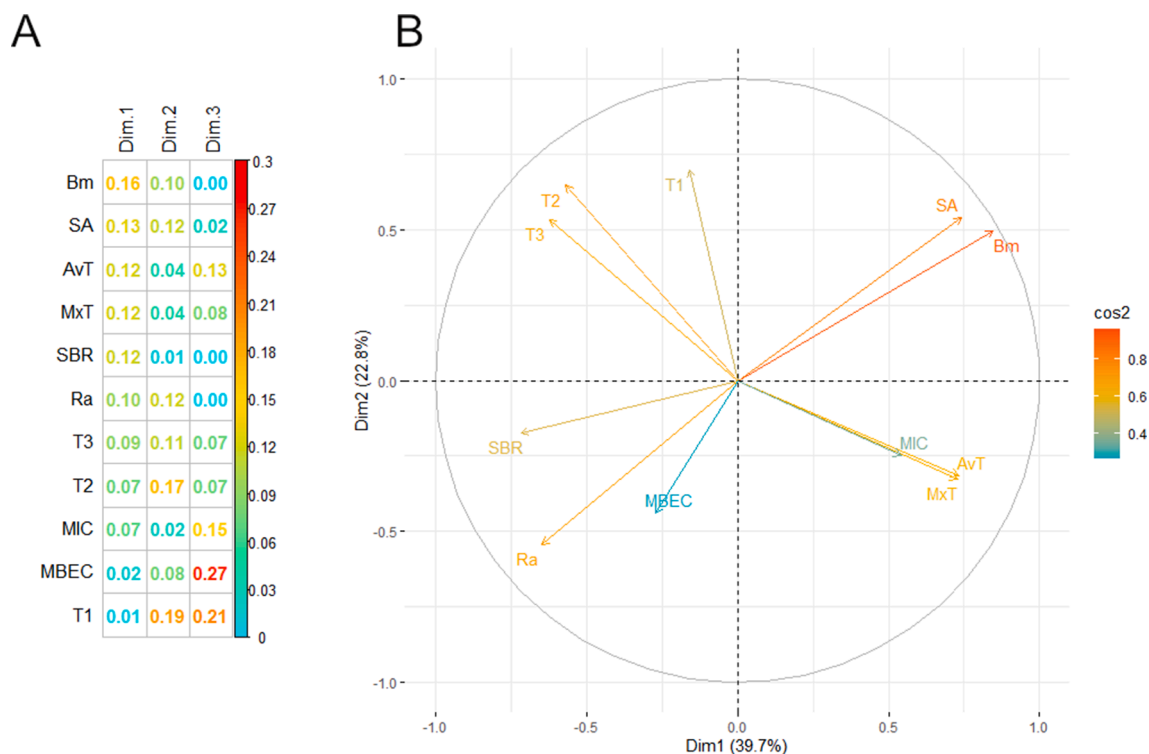 A
Dim.1 Dim.2 Dim.3
Bm 0.16 0.10 0.00
SA 0.13 0.12 0.02
AvT 0.12 0.04 0.13
MxT 0.12 0.04 0.08
SBR 0.12 0.01 0.00
Ra 0.10 0.12 0.00
T3 0.09 0.11 0.07
T2 0.07 0.17 0.07
MIC 0.07 0.02 0.15
MBEC 0.02 0.08 0.27
T1 0.01 0.19 0.21
0.3
0.27
0.24
0.21
0.18
0.15
0.12
0.09
0.06
0.03
0
B
Dim2 (22.8%)
1.0
0.5
0.0
-0.5
-1.0
T1
T2
SA
T3
Bm
MIC
SBR
AvT
MxT
MBEC
Ra
-1.0 -0.5 0.0 0.5 1.0
Dim1 (39.7%)
cos2
0.8
0.6
0.4